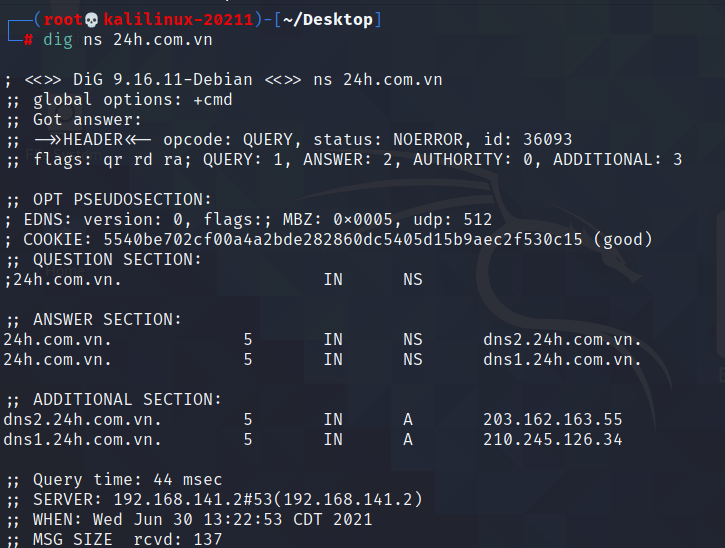 (root💀kalilinux-20211)-[~/Desktop]
# dig ns 24h.com.vn
; <<>> DiG 9.16.11-Debian <<>> ns 24h.com.vn
;; global options: +cmd
;; Got answer:
;; ->>HEADER<<- opcode: QUERY, status: NOERROR, id: 36093
;; flags: qr rd ra; QUERY: 1, ANSWER: 2, AUTHORITY: 0, ADDITIONAL: 3
;; OPT PSEUDOSECTION:
; EDNS: version: 0, flags:; MBZ: 0×0005, udp: 512
; COOKIE: 5540be702cf00a4a2bde282860dc5405d15b9aec2f530c15 (good)
;; QUESTION SECTION:
;24h.com.vn. IN NS
;; ANSWER SECTION:
24h.com.vn. 5 IN NS dns2.24h.com.vn.
24h.com.vn. 5 IN NS dns1.24h.com.vn.
;; ADDITIONAL SECTION:
dns2.24h.com.vn. 5 IN A 203.162.163.55
dns1.24h.com.vn. 5 IN A 210.245.126.34
;; Query time: 44 msec
;; SERVER: 192.168.141.2#53(192.168.141.2)
;; WHEN: Wed Jun 30 13:22:53 CDT 2021
;; MSG SIZE rcvd: 137